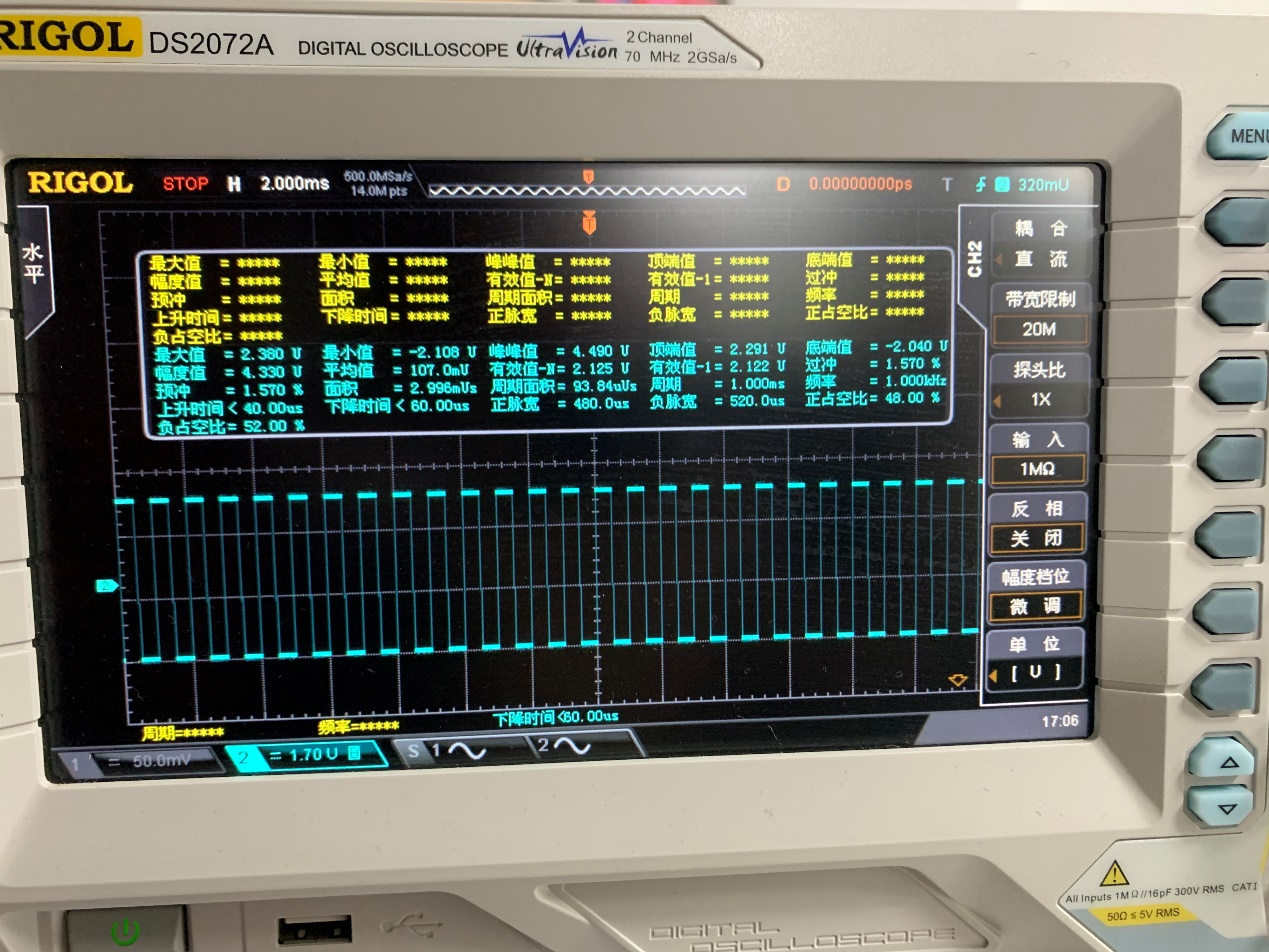 RIGOL DS2072A DIGITAL OSCILLOSCOPE UltraVision 2 Channel 70 MHz 2GSa/s
MENU
RIGOL STOP H 2.000ms 500.0MSa/s 14.0M pts D 0.00000000ps T 2 320mU
T
水平
最大值 = ***** 最小值 = ***** 峰峰值 = ***** 顶端值 = ***** 底端值 = *****
幅度值 = ***** 平均值 = ***** 有效值-N= ***** 有效值-1= ***** 过冲 = *****
预冲 = ***** 面积 = ***** 周期面积= ***** 周期 = ***** 频率 = *****
上升时间= ***** 下降时间= ***** 正脉宽 = ***** 负脉宽 = ***** 正占空比= *****
负占空比= *****
最大值 = 2.380 U 最小值 = -2.108 U 峰峰值 = 4.490 U 顶端值 = 2.291 U 底端值 = -2.040 U
幅度值 = 4.330 U 平均值 = 107.0mU 有效值-N= 2.125 U 有效值-1= 2.122 U 过冲 = 1.570 %
预冲 = 1.570 % 面积 = 2.996mUs 周期面积= 93.84uUs 周期 = 1.000ms 频率 = 1.000kHz
上升时间< 40.00us 下降时间< 60.00us 正脉宽 = 480.0us 负脉宽 = 520.0us 正占空比= 48.00 %
负占空比= 52.00 %
CH2
耦 合
直 流
带宽限制
20M
探头比
1X
输 入
1MΩ
反 相
关 闭
幅度档位
微 调
单 位
[ U ]
2
周期=***** 频率=***** 下降时间<60.00us
1 = 50.0mV 2 = 1.70 U B S 1 2
17:06
All Inputs 1MΩ//16pF 300V RMS CAT I
50Ω ≤ 5V RMS
DIGITAL
OSCILLOSCOPE